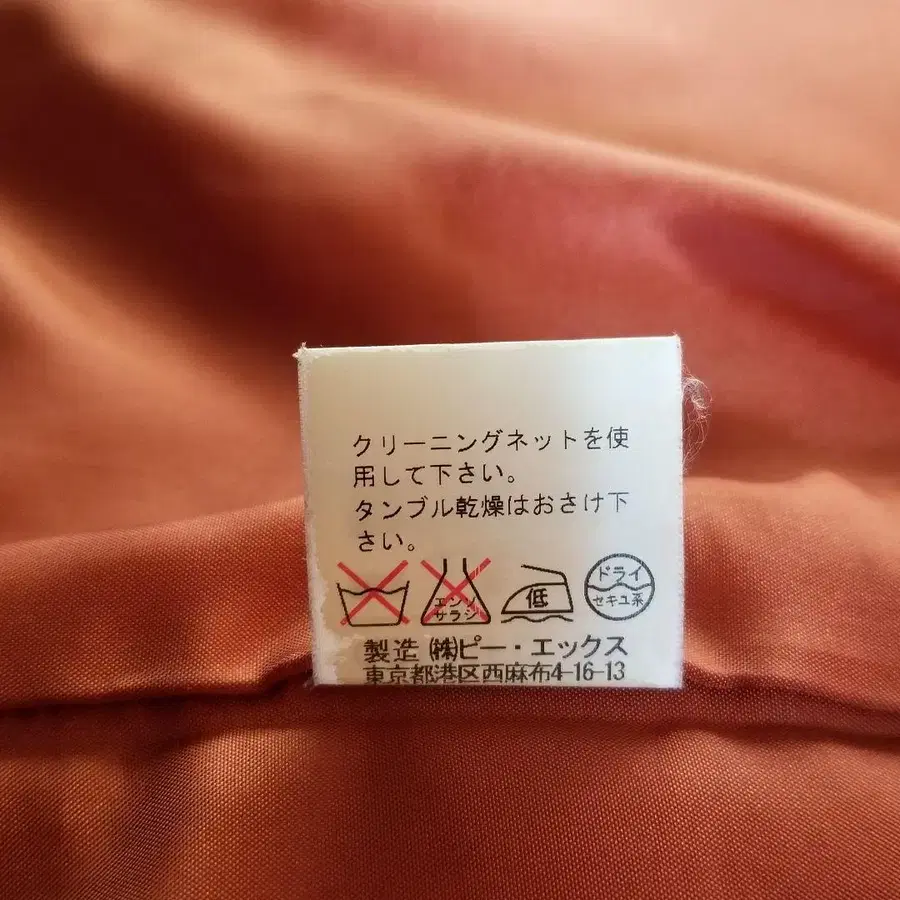 クリーニングネットを使
用して下さい。
タンブル乾燥はおさけ下
さい。
エンソ
サラシ
低
ドライ
セキユ系
製造 ㈱ピー・エックス
東京都港区西麻布4-16-13